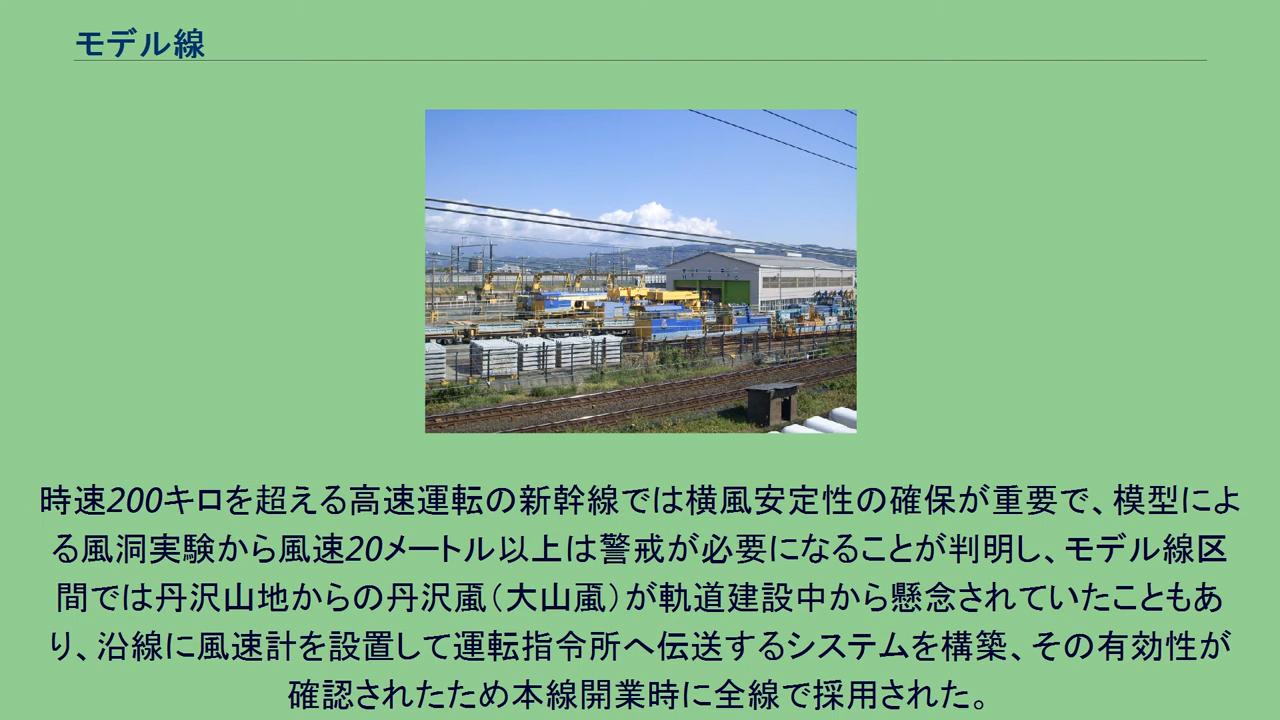 モデル線
時速200キロを超える高速運転の新幹線では横風安定性の確保が重要で、模型によ
る風洞実験から風速20メートル以上は警戒が必要になることが判明し、モデル線区
間では丹沢山地からの丹沢颪（大山颪）が軌道建設中から懸念されていたこともあ
り、沿線に風速計を設置して運転指令所へ伝送するシステムを構築、その有効性が
確認されたため本線開業時に全線で採用された。